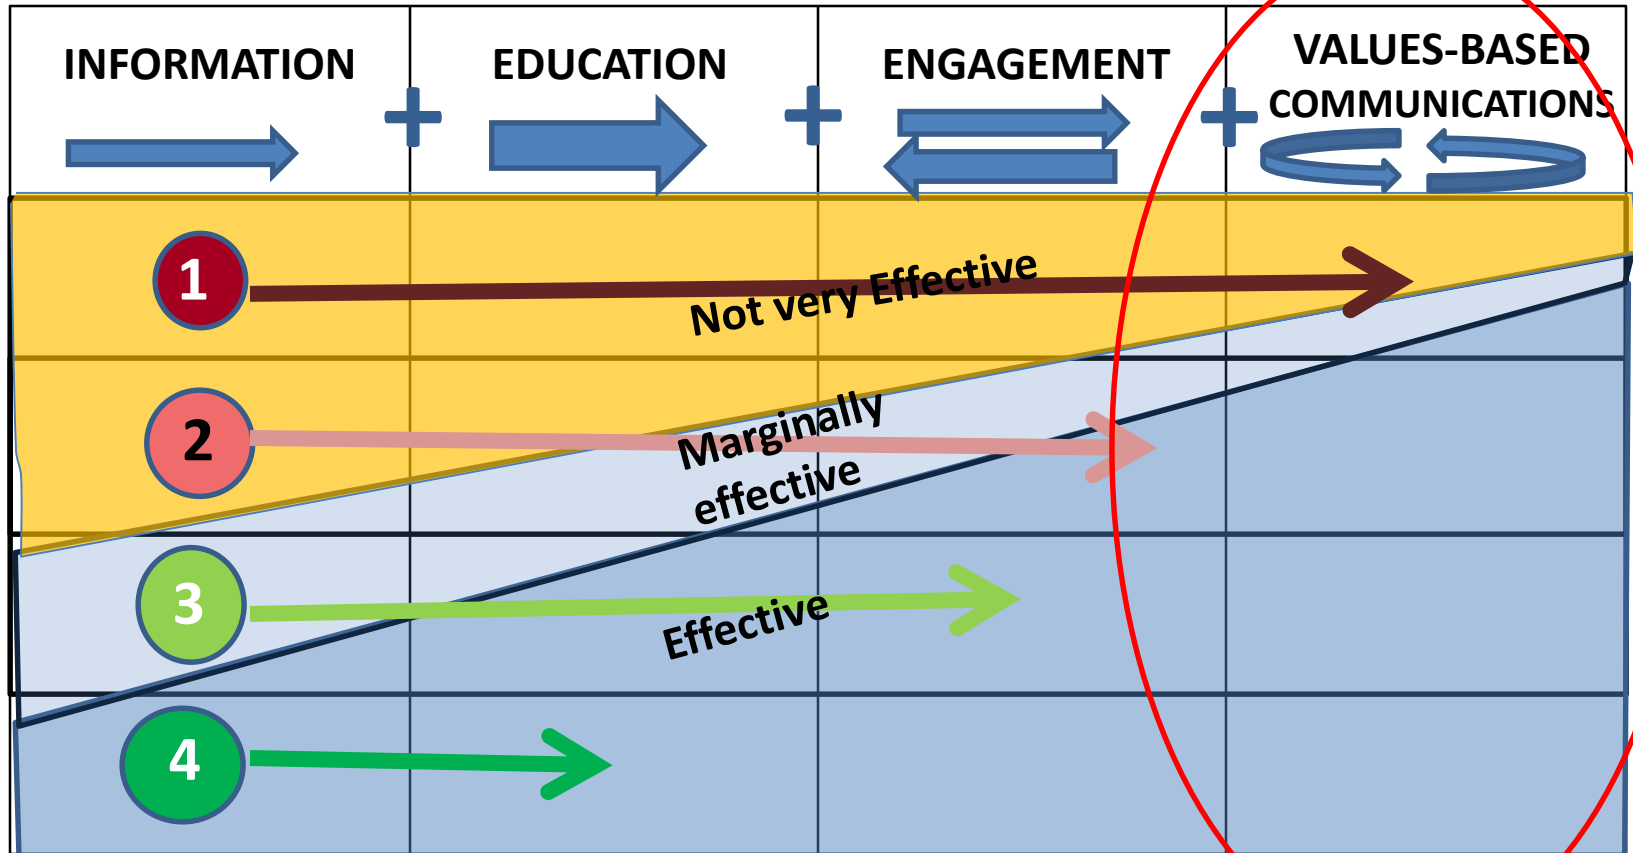 INFORMATION
EDUCATION
ENGAGEMENT
VALUES-BASED
COMMUNICATIONS
+
+
+
1
Not very Effective
2
Marginally
effective
3
Effective
4